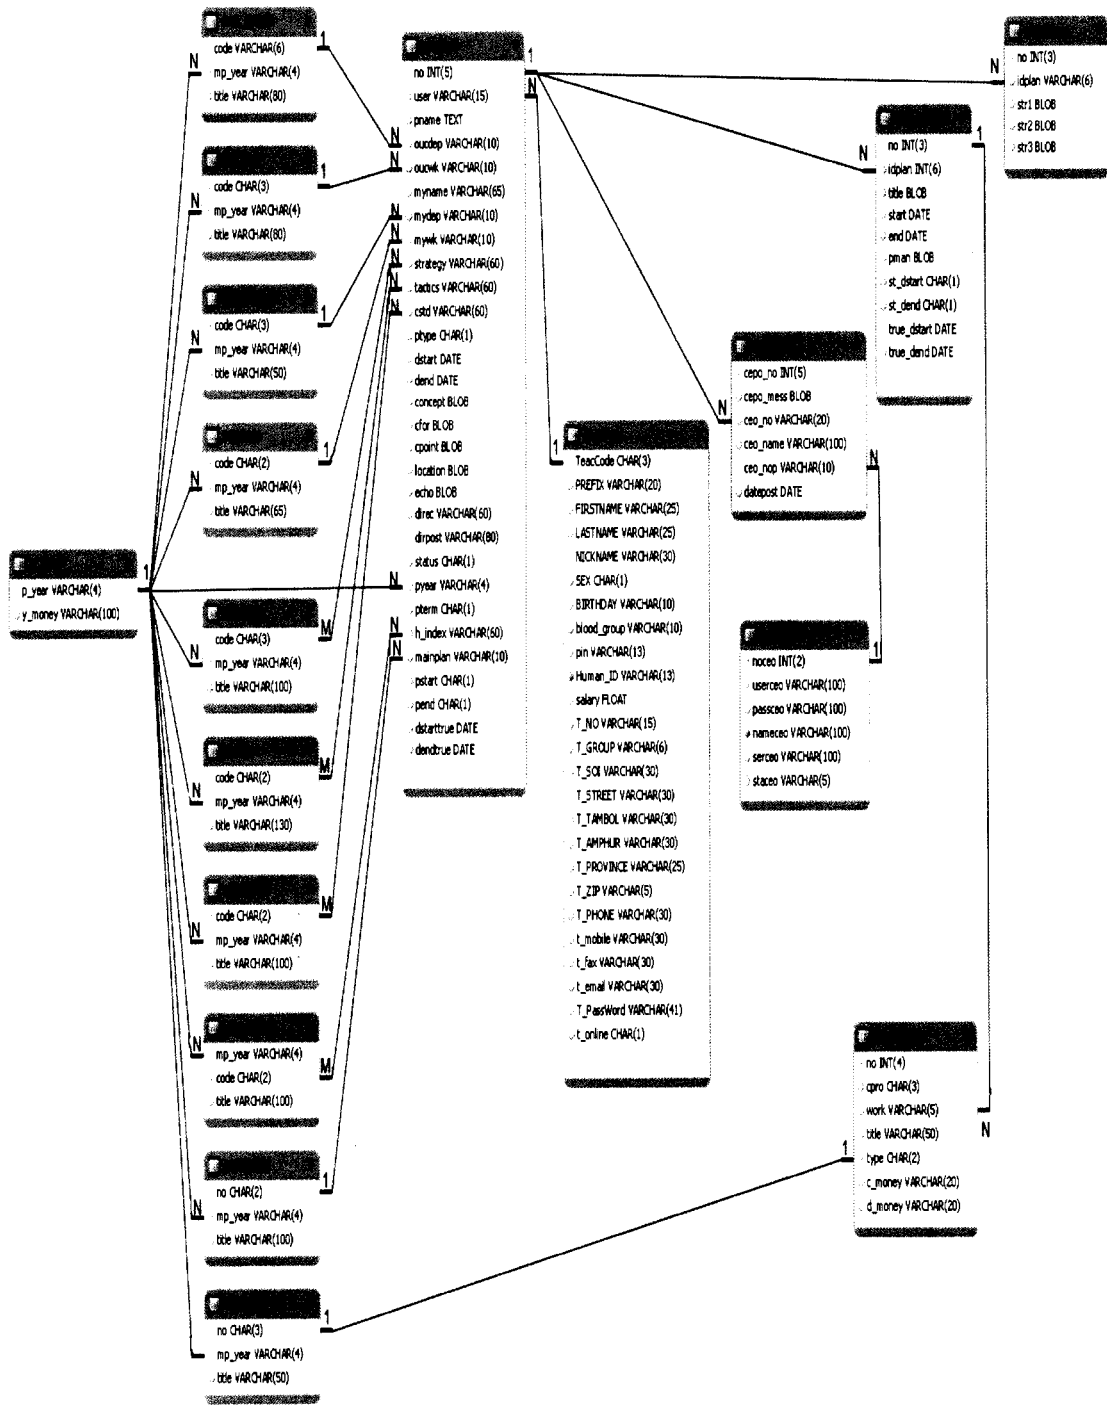 code VARCHAR(6)
mp_year VARCHAR(4)
title VARCHAR(80)
code CHAR(3)
mp_year VARCHAR(4)
title VARCHAR(80)
code CHAR(3)
mp_year VARCHAR(4)
title VARCHAR(50)
code CHAR(2)
mp_year VARCHAR(4)
title VARCHAR(65)
p_year VARCHAR(4)
y_money VARCHAR(100)
code CHAR(3)
mp_year VARCHAR(4)
title VARCHAR(100)
code CHAR(2)
mp_year VARCHAR(4)
title VARCHAR(130)
code CHAR(2)
mp_year VARCHAR(4)
title VARCHAR(100)
mp_year VARCHAR(4)
code CHAR(2)
title VARCHAR(100)
no CHAR(2)
mp_year VARCHAR(4)
title VARCHAR(100)
no CHAR(3)
mp_year VARCHAR(4)
title VARCHAR(50)
no INT(5)
user VARCHAR(15)
pname TEXT
oucdep VARCHAR(10)
oucwk VARCHAR(10)
myname VARCHAR(65)
mydep VARCHAR(10)
mywk VARCHAR(10)
strategy VARCHAR(60)
tactics VARCHAR(60)
cstd VARCHAR(60)
ptype CHAR(1)
dstart DATE
dend DATE
concept BLOB
cfor BLOB
cpoint BLOB
location BLOB
echo BLOB
direc VARCHAR(60)
dirpost VARCHAR(80)
status CHAR(1)
pyear VARCHAR(4)
pterm CHAR(1)
h_index VARCHAR(60)
mainplan VARCHAR(10)
pstart CHAR(1)
pend CHAR(1)
dstarttrue DATE
dendtrue DATE
TeacCode CHAR(3)
PREFIX VARCHAR(20)
FIRSTNAME VARCHAR(25)
LASTNAME VARCHAR(25)
NICKNAME VARCHAR(30)
SEX CHAR(1)
BIRTHDAY VARCHAR(10)
blood_group VARCHAR(10)
pin VARCHAR(13)
Human_ID VARCHAR(13)
salary FLOAT
T_NO VARCHAR(15)
T_GROUP VARCHAR(6)
T_SOI VARCHAR(30)
T_STREET VARCHAR(30)
T_TAMBOL VARCHAR(30)
T_AMPHUR VARCHAR(30)
T_PROVINCE VARCHAR(25)
T_ZIP VARCHAR(5)
T_PHONE VARCHAR(30)
t_mobile VARCHAR(30)
t_fax VARCHAR(30)
t_email VARCHAR(30)
T_PassWord VARCHAR(41)
t_online CHAR(1)
cepo_no INT(5)
cepo_mess BLOB
ceo_no VARCHAR(20)
ceo_name VARCHAR(100)
ceo_nop VARCHAR(10)
datepost DATE
noceo INT(2)
userceo VARCHAR(100)
passceo VARCHAR(100)
nameceo VARCHAR(100)
serceo VARCHAR(100)
staceo VARCHAR(5)
no INT(3)
idplan INT(6)
title BLOB
start DATE
end DATE
pman BLOB
st_dstart CHAR(1)
st_dend CHAR(1)
true_dstart DATE
true_dend DATE
no INT(3)
idplan VARCHAR(6)
str1 BLOB
str2 BLOB
str3 BLOB
no INT(4)
cpro CHAR(3)
work VARCHAR(5)
title VARCHAR(50)
type CHAR(2)
c_money VARCHAR(20)
d_money VARCHAR(20)